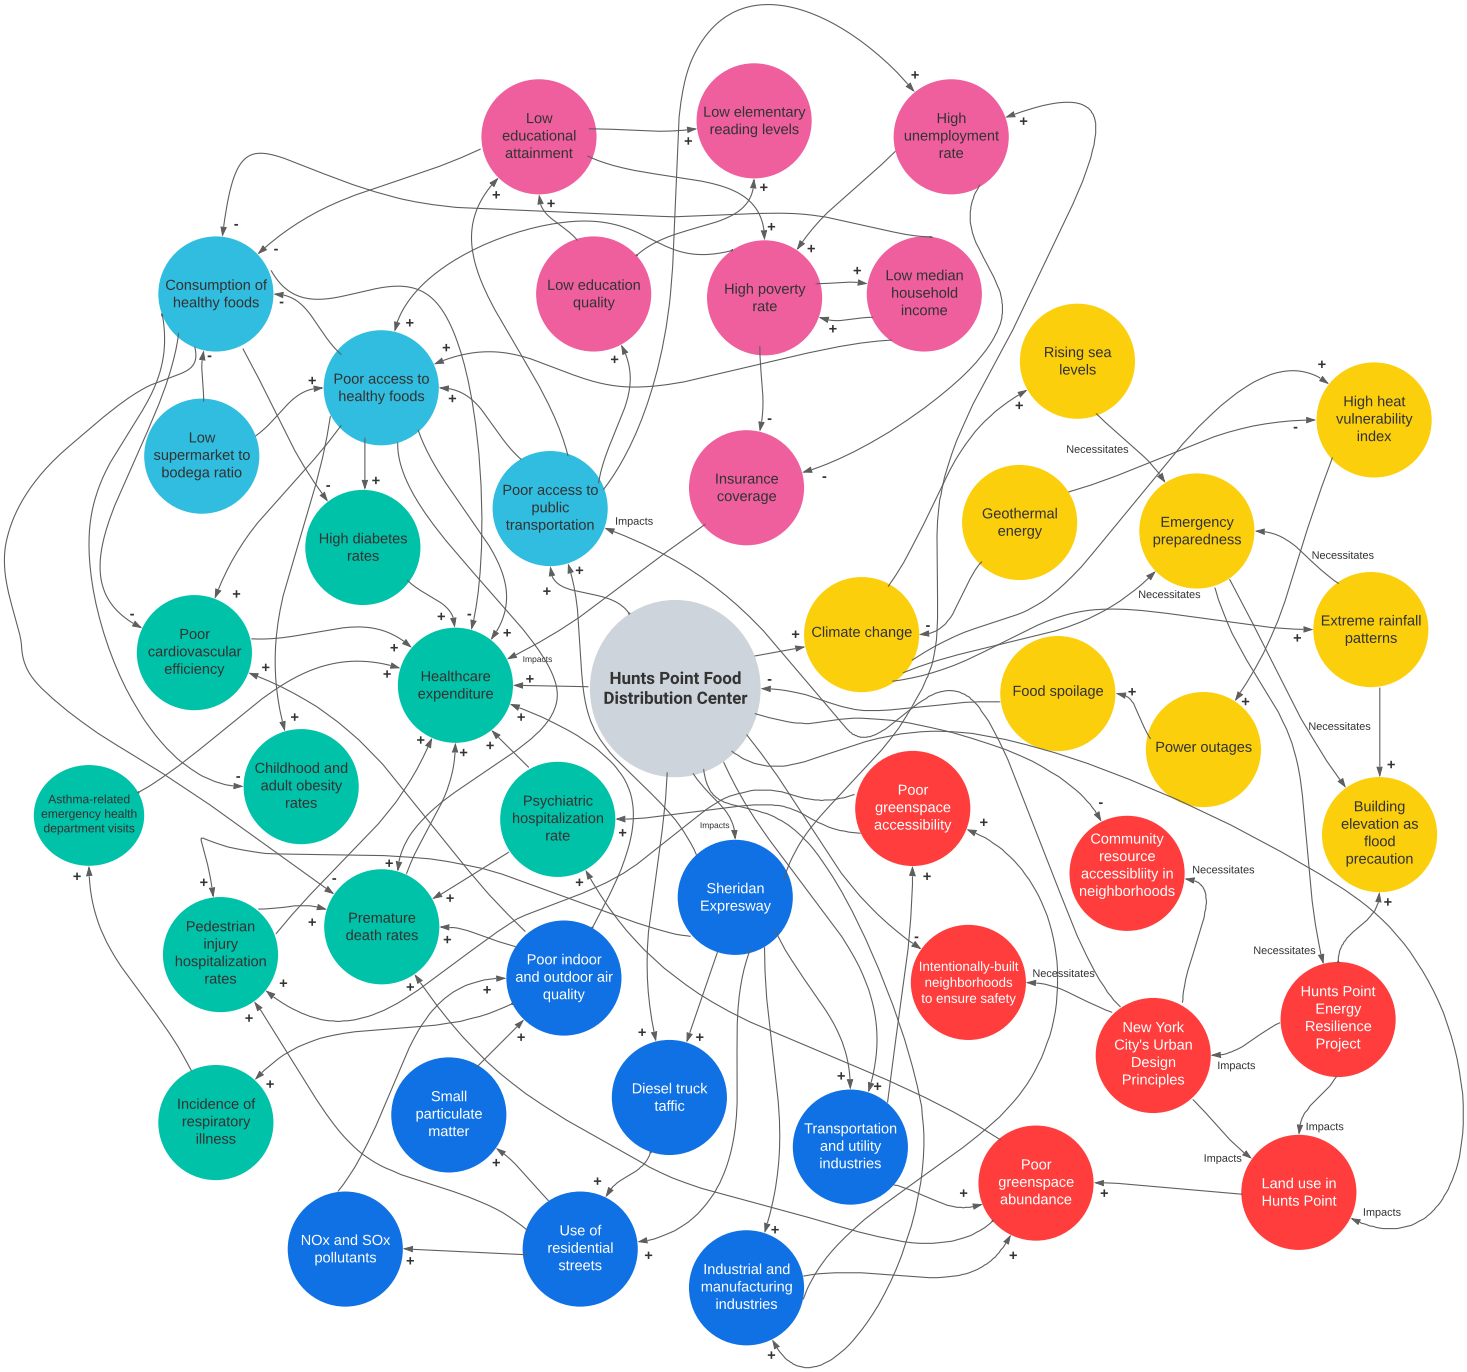 Low
educational
attainment
Low elementary
reading levels
High
unemployment
rate
+
+
+
+
+
+
+
+
-
-
Consumption of
healthy foods
Low education
quality
High poverty
rate
Low median
household
income
+
+
+
-
+
+
+
-
+
+
+
Poor access to
healthy foods
Low
supermarket to
bodega ratio
Rising sea
levels
+
High heat
vulnerability
index
-
-
Necessitates
Insurance
coverage
-
-
+
Poor access to
public
transportation
Impacts
Geothermal
energy
Emergency
preparedness
Necessitates
High diabetes
rates
+
+
+
-
+
-
+
+
Poor
cardiovascular
efficiency
Necessitates
Extreme rainfall
patterns
+
Climate change
+
-
Healthcare
expenditure
Impacts
+
+
+
+
Hunts Point Food
Distribution Center
-
Food spoilage
+
+
Power outages
Necessitates
+
+
+
+
+
-
Childhood and
adult obesity
rates
Asthma-related
emergency health
department visits
+
Psychiatric
hospitalization
rate
+
+
Impacts
Poor
greenspace
accessibility
+
+
-
Community
resource
accessibliity in
neighborhoods
Necessitates
Building
elevation as
flood
precaution
+
+
-
+
+
Premature
death rates
+
+
+
Pedestrian
injury
hospitalization
rates
+
+
Sheridan
Expresway
Poor indoor
and outdoor air
quality
+
+
-
Intentionally-built
neighborhoods
to ensure safety
Necessitates
Necessitates
Hunts Point
Energy
Resilience
Project
New York
City's Urban
Design
Principles
Impacts
Impacts
Impacts
Impacts
Land use in
Hunts Point
+
Incidence of
respiratory
illness
+
Small
particulate
matter
+
+
+
Diesel truck
taffic
+
+
+
Transportation
and utility
industries
+
Poor
greenspace
abundance
+
NOx and SOx
pollutants
+
Use of
residential
streets
+
+
Industrial and
manufacturing
industries
+